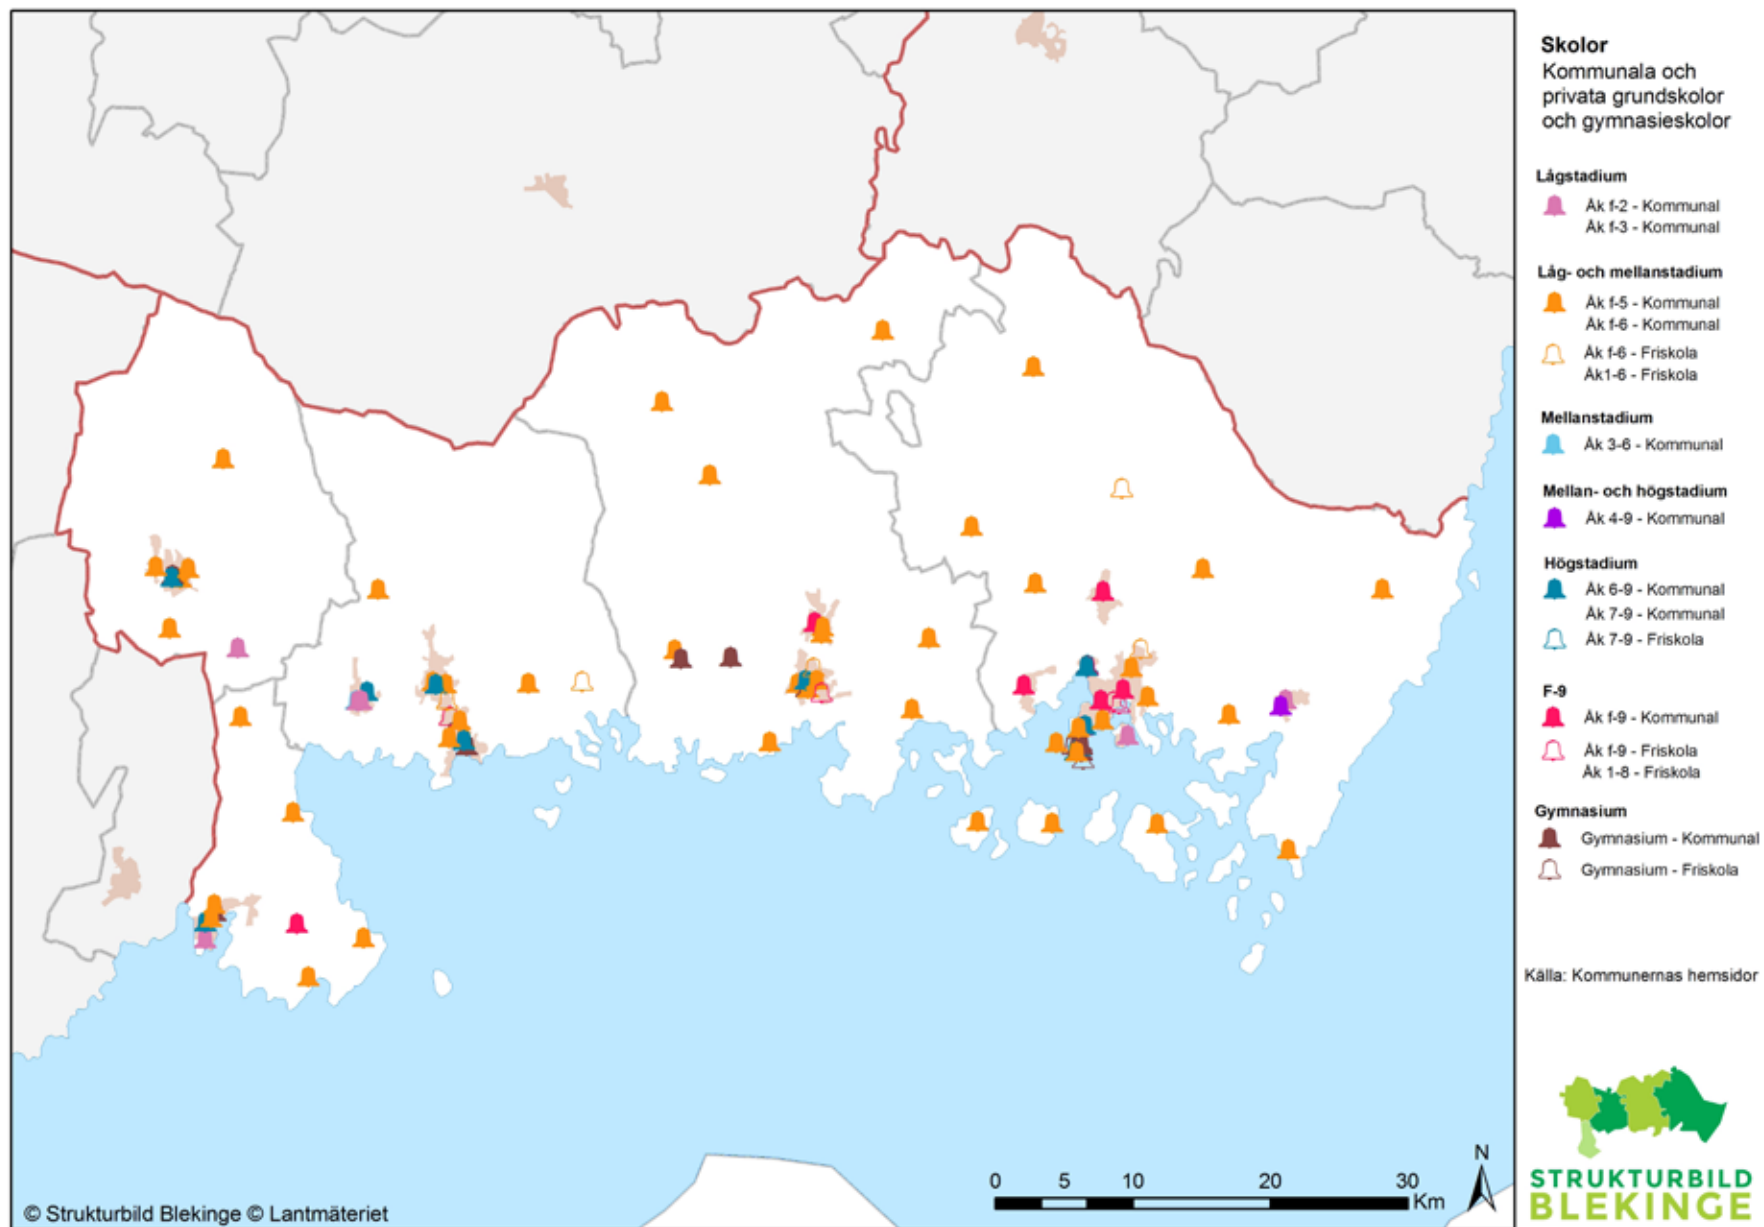 Skolor
Kommunala och
privata grundskolor
och gymnasieskolor
Lågstadium
Åk f-2 - Kommunal
Åk f-3 - Kommunal
Låg- och mellanstadium
Åk f-5 - Kommunal
Åk f-6 - Kommunal
Åk f-6 - Friskola
Åk1-6 - Friskola
Mellanstadium
Åk 3-6 - Kommunal
Mellan- och högstadium
Åk 4-9 - Kommunal
Högstadium
Åk 6-9 - Kommunal
Åk 7-9 - Kommunal
Åk 7-9 - Friskola
F-9
Åk f-9 - Kommunal
Åk f-9 - Friskola
Åk 1-8 - Friskola
Gymnasium
Gymnasium - Kommunal
Gymnasium - Friskola
Källa: Kommunernas hemsidor
STRUKTURBILD
BLEKINGE
N
0 5 10 20 30
Km
© Strukturbild Blekinge © Lantmäteriet